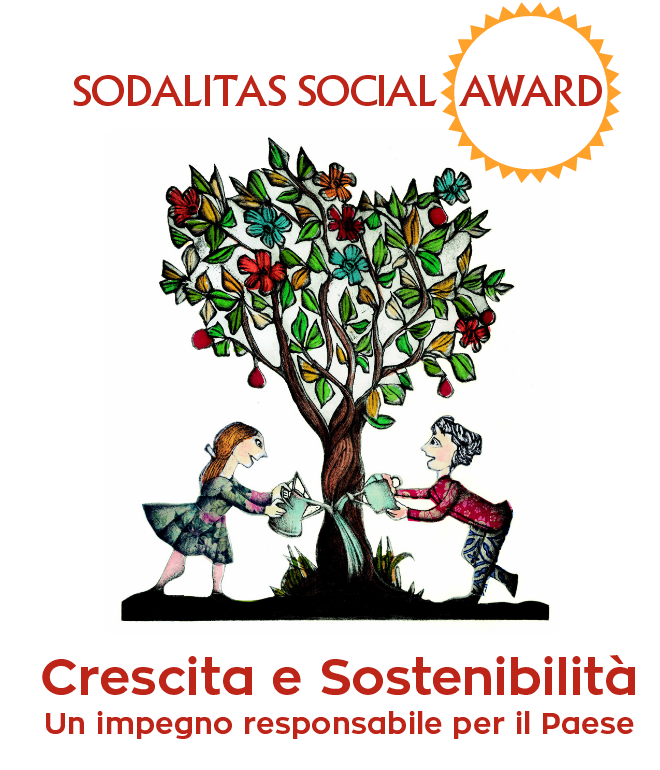 SODALITAS SOCIAL AWARD
Crescita e Sostenibilità
Un impegno responsabile per il Paese